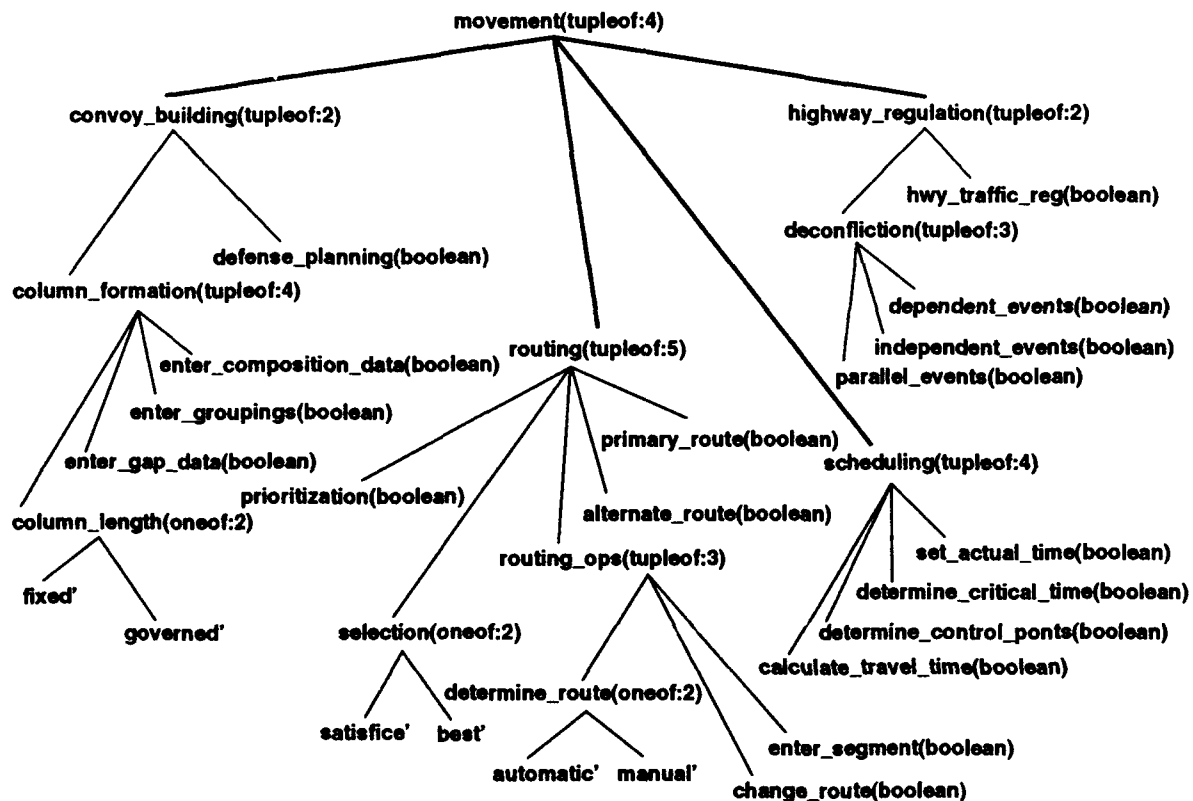 movement(tupleof:4)
convoy_building(tupleof:2)
highway_regulation(tupleof:2)
hwy_traffic_reg(boolean)
deconfliction(tupleof:3)
defense_planning(boolean)
column_formation(tupleof:4)
dependent_events(boolean)
independent_events(boolean)
routing(tupleof:5)
enter_composition_data(boolean)
parallel_events(boolean)
enter_groupings(boolean)
primary_route(boolean)
enter_gap_data(boolean)
scheduling(tupleof:4)
prioritization(boolean)
alternate_route(boolean)
column_length(oneof:2)
set_actual_time(boolean)
routing_ops(tupleof:3)
determine_critical_time(boolean)
fixed'
governed'
selection(oneof:2)
determine_control_ponts(boolean)
calculate_travel_time(boolean)
determine_route(oneof:2)
satisfice'
best'
enter_segment(boolean)
automatic'
manual'
change_route(boolean)